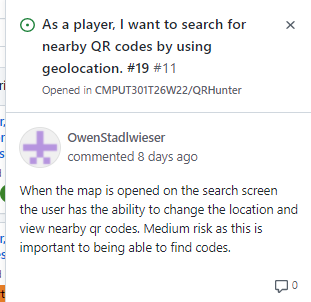 As a player, I want to search for
nearby QR codes by using
geolocation. #19 #11
Opened in CMPUT301T26W22/QRHunter
OwenStadlwieser
commented 8 days ago
When the map is opened on the search screen
the user has the ability to change the location and
view nearby qr codes. Medium risk as this is
important to being able to find codes.
0